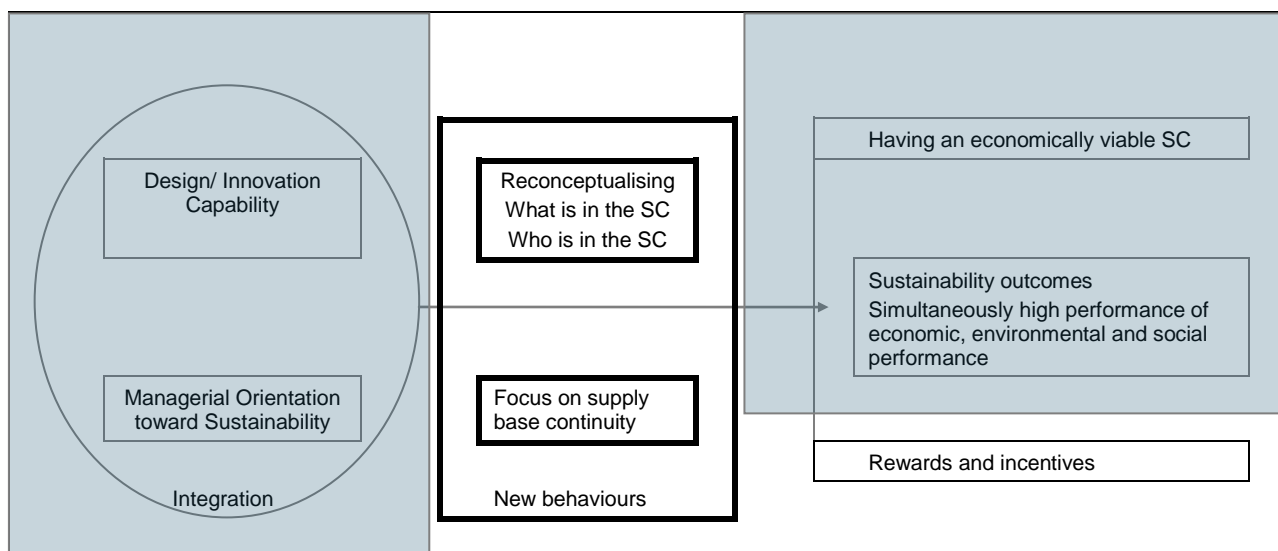 Design/ Innovation
Capability
Managerial Orientation
toward Sustainability
Integration
Reconceptualising
What is in the SC
Who is in the SC
Focus on supply
base continuity
New behaviours
Having an economically viable SC
Sustainability outcomes
Simultaneously high performance of
economic, environmental and social
performance
Rewards and incentives